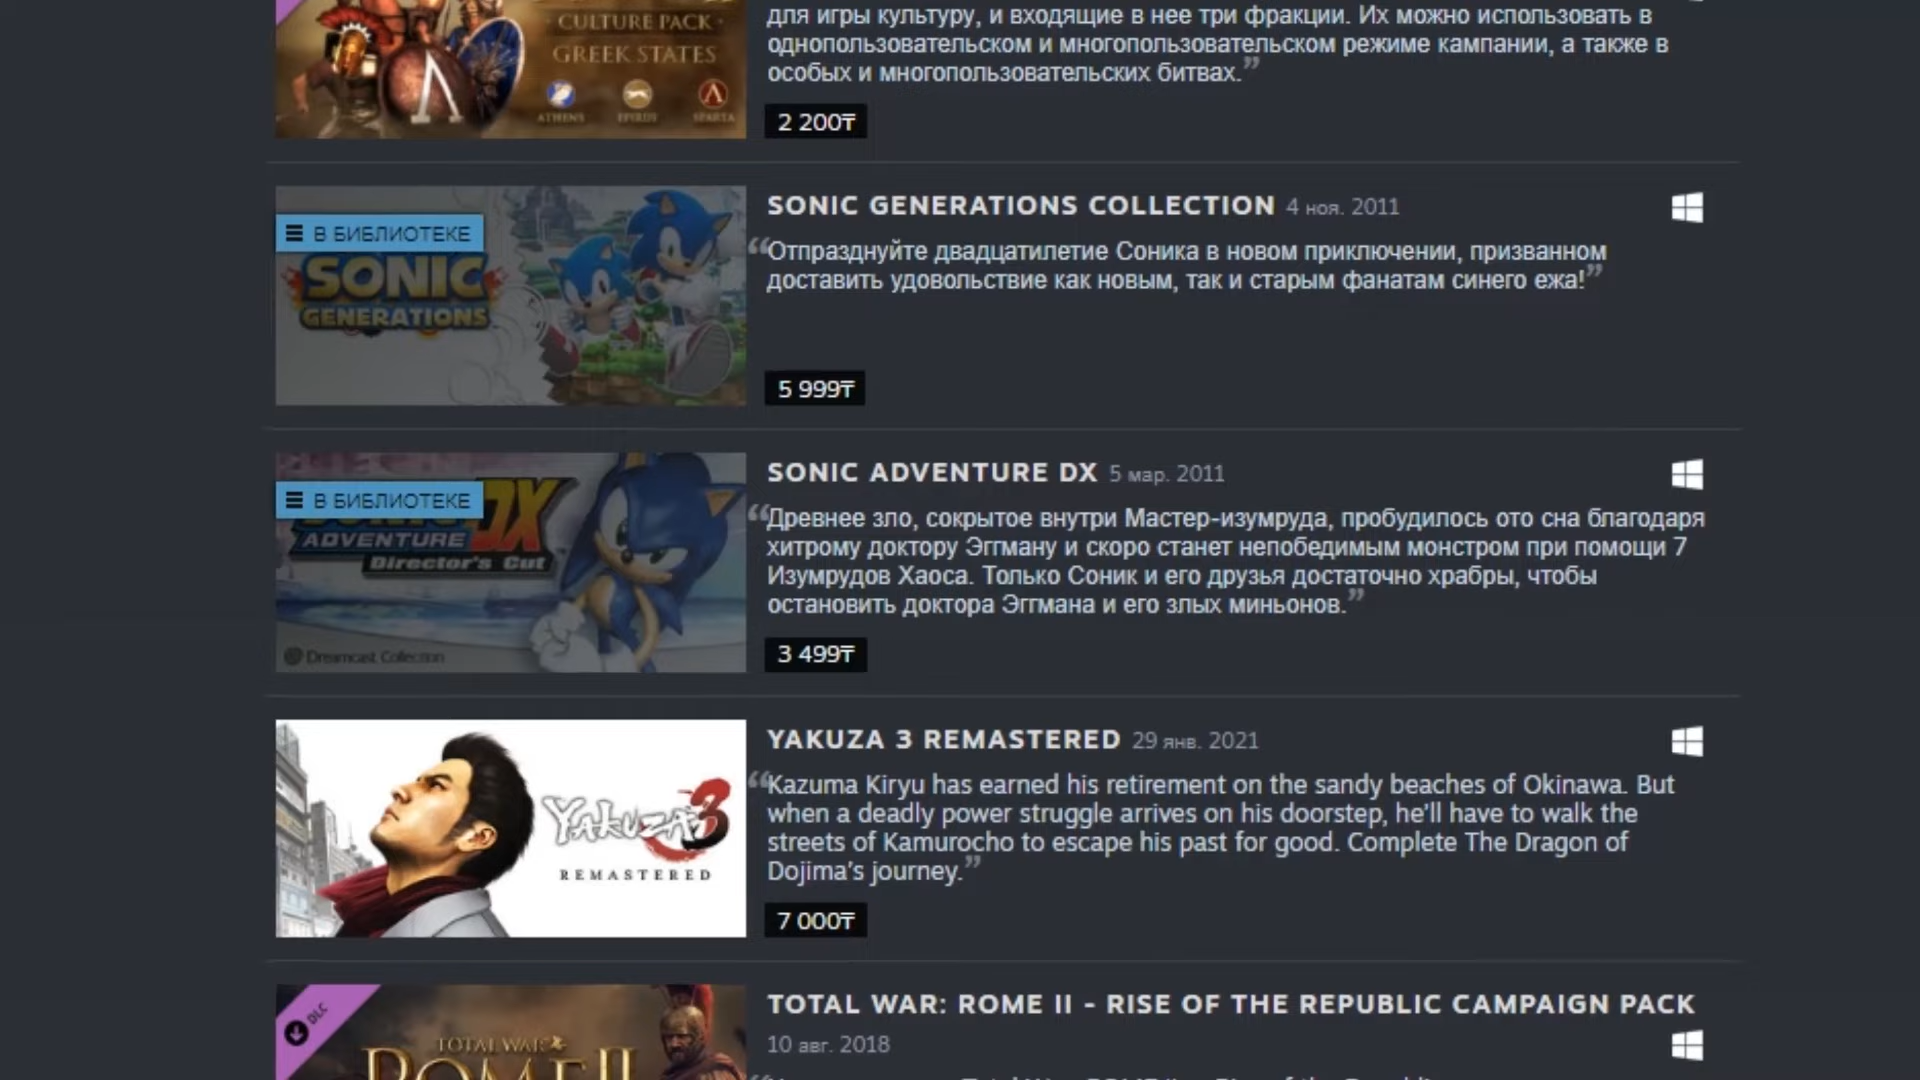 CULTURE PACK
GREEK STATES
ATHENS EPIRUS SPARTA
для игры культуру, и входящие в нее три фракции. Их можно использовать в
однопользовательском и многопользовательском режиме кампании, а также в
особых и многопользовательских битвах.”
2 200₸
SONIC GENERATIONS COLLECTION 4 ноя. 2011
В БИБЛИОТЕКЕ
SONIC
GENERATIONS
“Отпразднуйте двадцатилетие Соника в новом приключении, призванном
доставить удовольствие как новым, так и старым фанатам синего ежа!”
5 999₸
SONIC ADVENTURE DX 5 мар. 2011
В БИБЛИОТЕКЕ
DX
ADVENTURE
Director's Cut
Dreamcast Collection
“Древнее зло, сокрытое внутри Мастер-изумруда, пробудилось ото сна благодаря
хитрому доктору Эггману и скоро станет непобедимым монстром при помощи 7
Изумрудов Хаоса. Только Соник и его друзья достаточно храбры, чтобы
остановить доктора Эггмана и его злых миньонов.”
3 499₸
YAKUZA 3 REMASTERED 29 янв. 2021
Yakuza 3
REMASTERED
“Kazuma Kiryu has earned his retirement on the sandy beaches of Okinawa. But
when a deadly power struggle arrives on his doorstep, he'll have to walk the
streets of Kamurocho to escape his past for good. Complete The Dragon of
Dojima's journey.”
7 000₸
DLC
TOTAL WAR
ROME II
TOTAL WAR: ROME II - RISE OF THE REPUBLIC CAMPAIGN PACK
10 авг. 2018